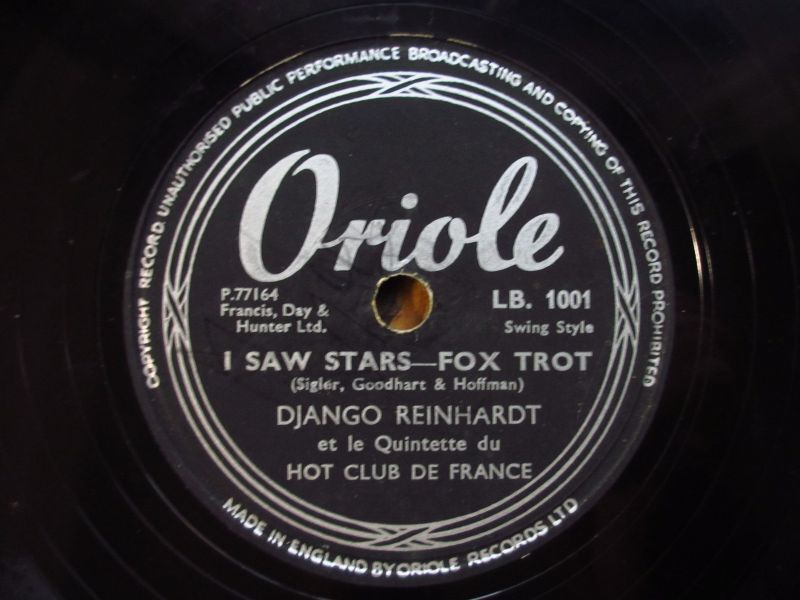 COPYRIGHT RECORD UNAUTHORISED PUBLIC PERFORMANCE BROADCASTING AND COPYING OF THIS RECORD PROHIBITED
Oriole
P.77164
Francis, Day &
Hunter Ltd.
LB. 1001
Swing Style
I SAW STARS—FOX TROT
(Sigler, Goodhart & Hoffman)
DJANGO REINHARDT
et le Quintette du
HOT CLUB DE FRANCE
MADE IN ENGLAND BY ORIOLE RECORDS LTD